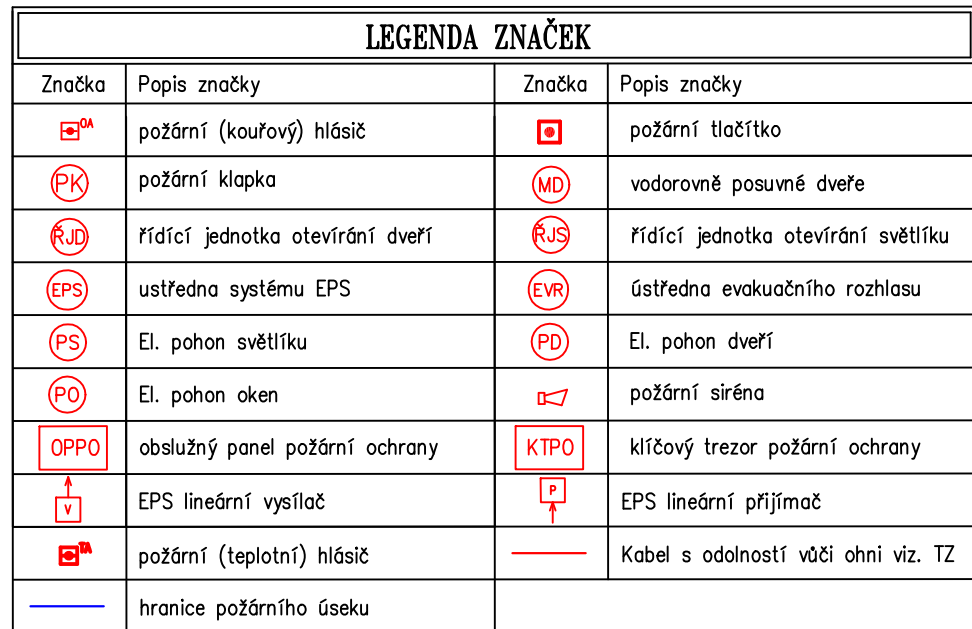 LEGENDA ZNAČEK
Značka Popis značky Značka Popis značky
OA požární (kouřový) hlásič požární tlačítko
PK požární klapka MD vodorovně posuvné dveře
ŘJD řídící jednotka otevírání dveří ŘJS řídící jednotka otevírání světlíku
EPS ustředna systému EPS EVR ústředna evakuačního rozhlasu
PS El. pohon světlíku PD El. pohon dveří
PO El. pohon oken požární siréna
OPPO obslužný panel požární ochrany KTPO klíčový trezor požární ochrany
V EPS lineární vysílač P EPS lineární přijímač
TA požární (teplotní) hlásič Kabel s odolností vůči ohni viz. TZ
hranice požárního úseku